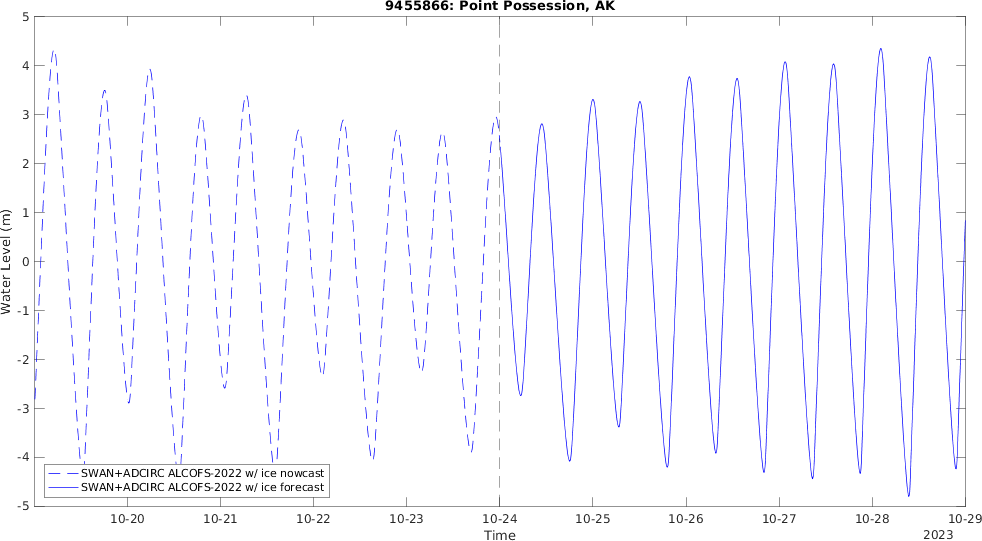 9455866: Point Possession, AK
5
4
3
2
1
0
-1
-2
-3
-4
-5
Water Level (m)
SWAN+ADCIRC ALCOFS-2022 w/ ice nowcast
SWAN+ADCIRC ALCOFS-2022 w/ ice forecast
10-20 10-21 10-22 10-23 10-24 10-25 10-26 10-27 10-28 10-29
Time
2023